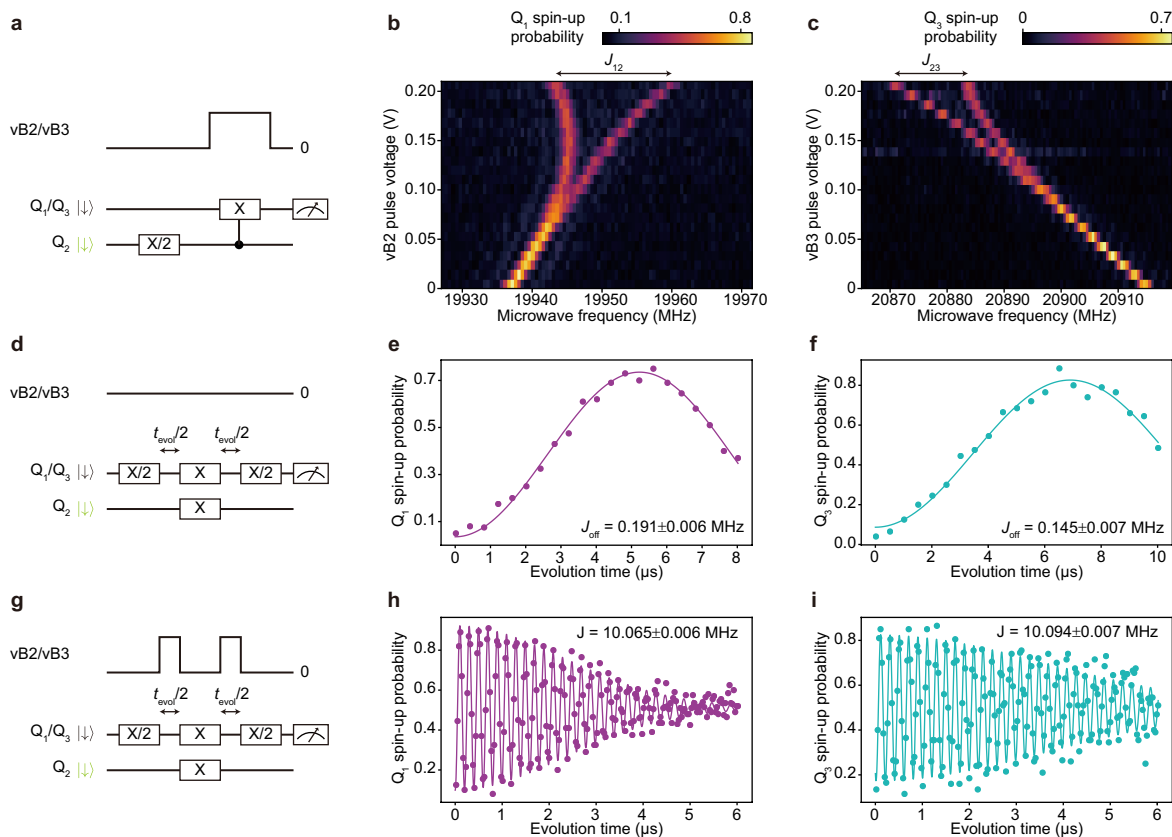 a
vB2/vB3
0
Q1/Q3 |↓⟩
X
Q2 |↓⟩
X/2
b
Q1 spin-up probability
0.1
0.8
J12
vB2 pulse voltage (V)
0.20
0.15
0.10
0.05
0
19930 19940 19950 19960 19970
Microwave frequency (MHz)
c
Q3 spin-up probability
0
0.7
J23
vB3 pulse voltage (V)
0.20
0.15
0.10
0.05
0
20870 20880 20890 20900 20910
Microwave frequency (MHz)
d
vB2/vB3
0
tevol/2 tevol/2
Q1/Q3 |↓⟩ X/2 X X/2
Q2 |↓⟩ X
e
Q1 spin-up probability
0.7
0.5
0.3
0.1
Joff = 0.191±0.006 MHz
0 1 2 3 4 5 6 7 8
Evolution time (µs)
f
Q3 spin-up probability
0.8
0.6
0.4
0.2
0.0
Joff = 0.145±0.007 MHz
0 2 4 6 8 10
Evolution time (µs)
g
vB2/vB3
0
tevol/2 tevol/2
Q1/Q3 |↓⟩ X/2 X X/2
Q2 |↓⟩ X
h
Q1 spin-up probability
J = 10.065±0.006 MHz
0.8
0.6
0.4
0.2
0 1 2 3 4 5 6
Evolution time (µs)
i
Q3 spin-up probability
J = 10.094±0.007 MHz
0.8
0.6
0.4
0.2
0 1 2 3 4 5 6
Evolution time (µs)